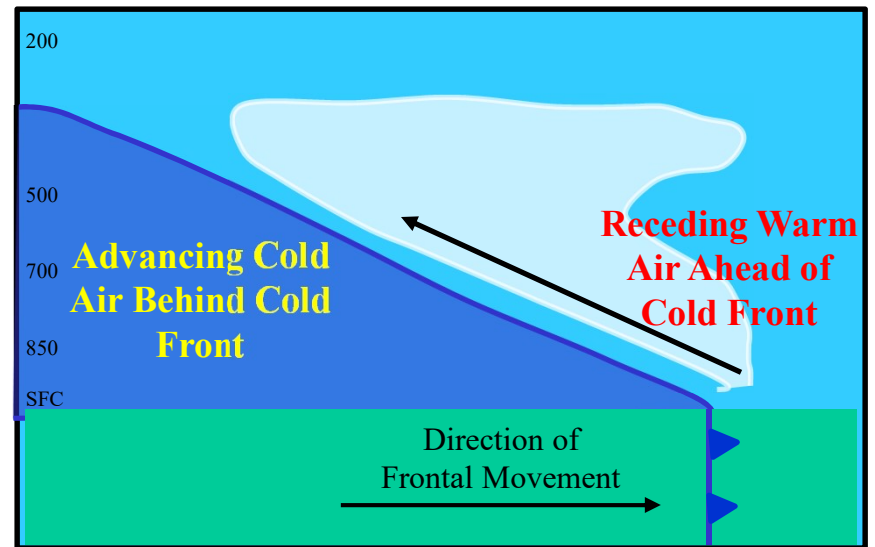 200
500
700
850
SFC
Advancing Cold
Air Behind Cold
Front
Receding Warm
Air Ahead of
Cold Front
Direction of
Frontal Movement